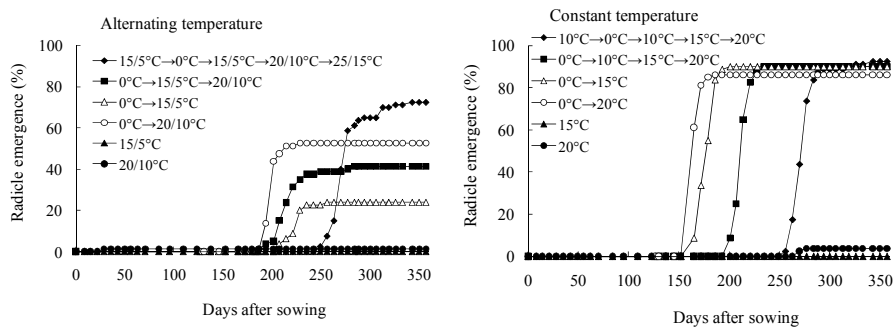 Alternating temperature
100
80
60
40
20
0
Radicle emergence (%)
15/5°C→0°C→15/5°C→20/10°C→25/15°C
0°C→15/5°C→20/10°C
0°C→15/5°C
0°C→20/10°C
15/5°C
20/10°C
0 50 100 150 200 250 300 350
Days after sowing
Constant temperature
100
80
60
40
20
0
Radicle emergence (%)
10°C→0°C→10°C→15°C→20°C
0°C→10°C→15°C→20°C
0°C→15°C
0°C→20°C
15°C
20°C
0 50 100 150 200 250 300 350
Days after sowing